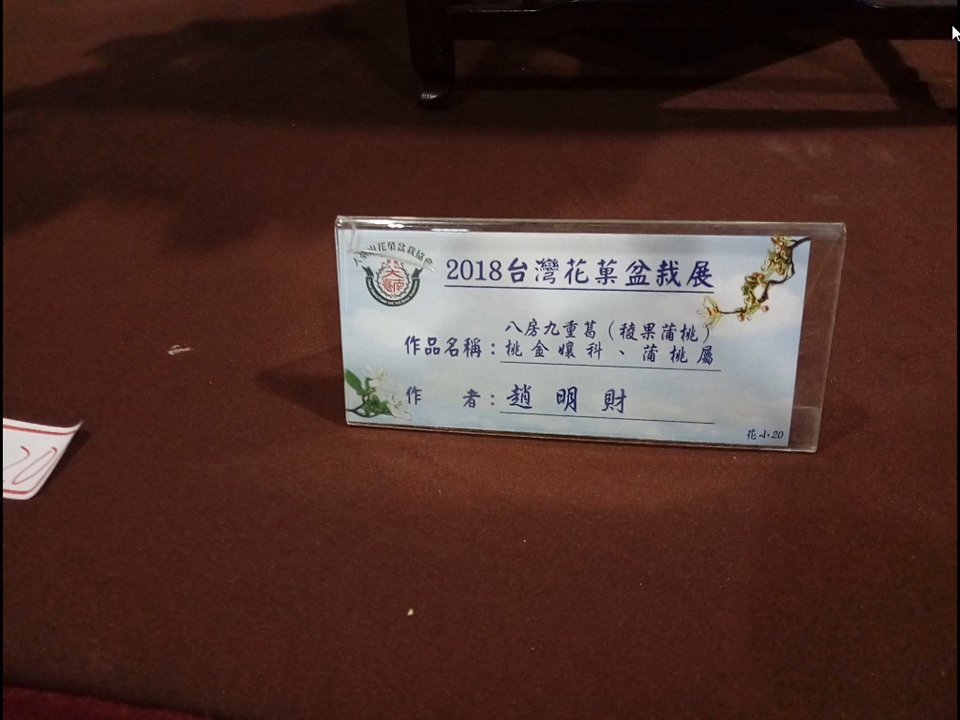 2018台灣花菓盆栽展
作品名稱：八房九重葛（稜果蒲桃）
桃金孃科、蒲桃屬
作 者：趙明財
花小20
20